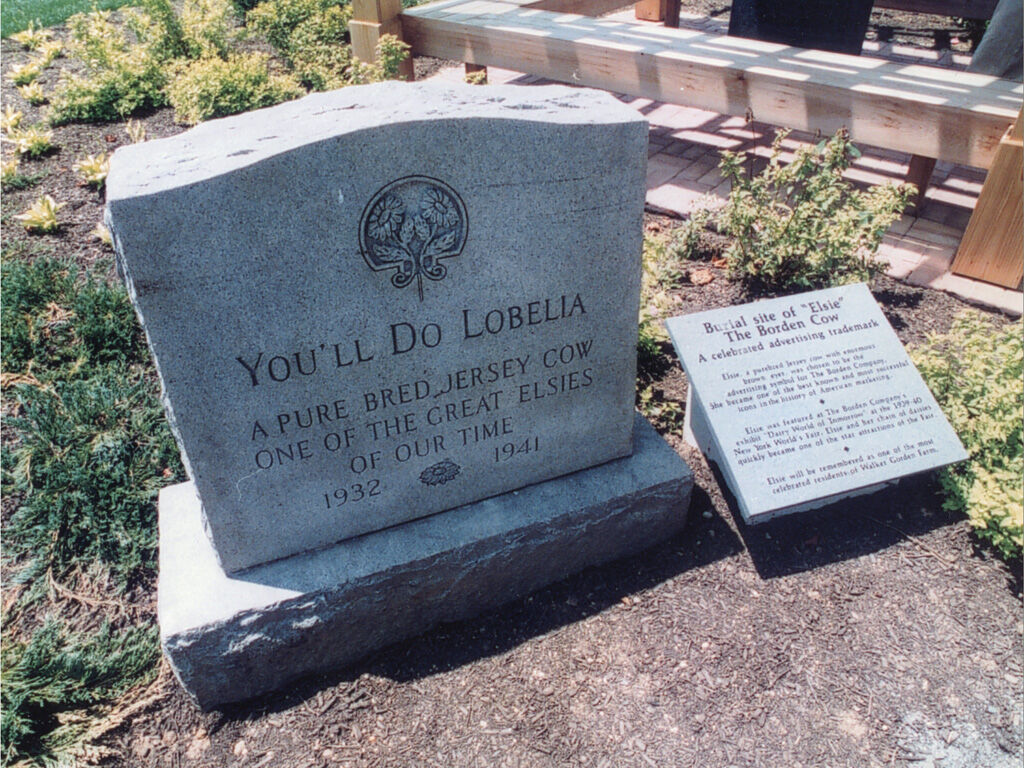 You'll Do Lobelia
A PURE BRED JERSEY COW
ONE OF THE GREAT ELSIES
OF OUR TIME
1932 1941
Burial site of "Elsie"
The Borden Cow
A celebrated advertising trademark
Elsie, a purebred Jersey cow with enormous
brown eyes, was chosen to be the
advertising symbol for The Borden Company.
She became one of the best known and most successful
icons in the history of American marketing.
Elsie was featured at The Borden Company's
exhibit "Dairy World of Tomorrow" at the 1939-40
New York World's Fair. Elsie and her chain of daisies
quickly became one of the star attractions of the Fair.
Elsie will be remembered as one of the most
celebrated residents of Walker Gordon Farm.